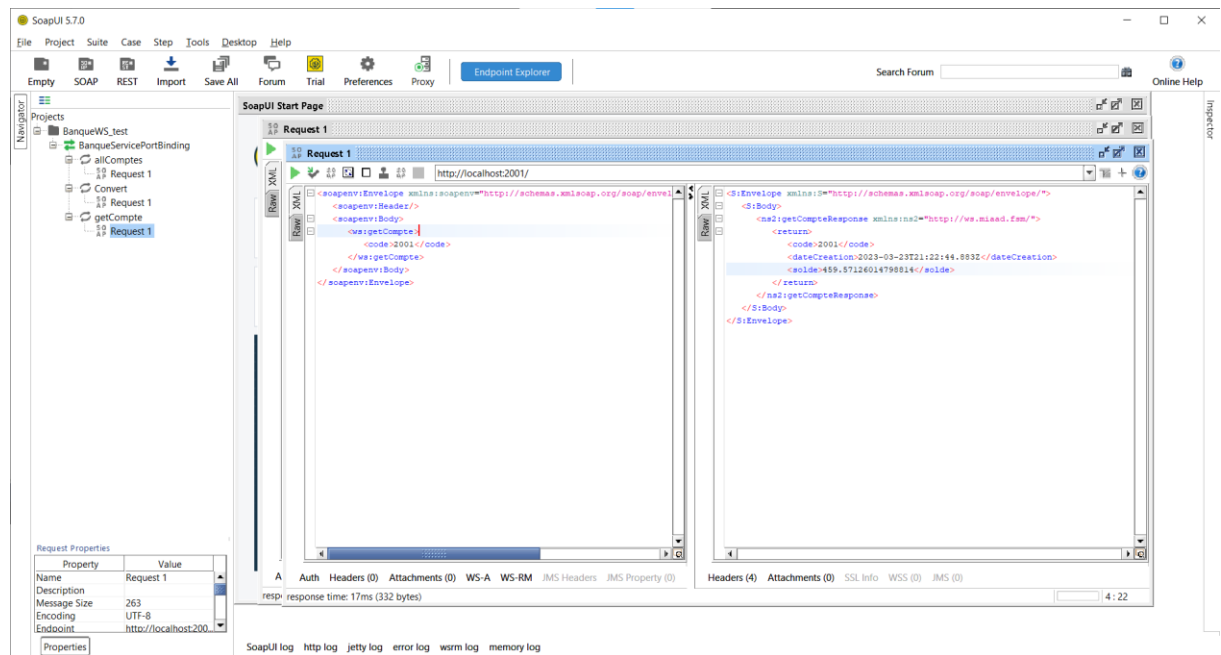 SoapUI 5.7.0
File Project Suite Case Step Tools Desktop Help
Empty SOAP REST Import Save All Forum Trial Preferences Proxy Endpoint Explorer Search Forum Online Help
Navigator
Inspector
Projects
BanqueWS_test
BanqueServicePortBinding
allComptes
Request 1
Convert
Request 1
getCompte
Request 1
SoapUI Start Page
Request 1
Request 1
http://localhost:2001/
XML
Raw
XML
Raw
<soapenv:Envelope xmlns:soapenv="http://schemas.xmlsoap.org/soap/envel
<soapenv:Header/>
<soapenv:Body>
<ws:getCompte>
<code>2001</code>
</ws:getCompte>
</soapenv:Body>
</soapenv:Envelope>
XML
Raw
<S:Envelope xmlns:S="http://schemas.xmlsoap.org/soap/envelope/">
<S:Body>
<ns2:getCompteResponse xmlns:ns2="http://ws.miaad.fsm/">
<return>
<code>2001</code>
<dateCreation>2023-03-23T21:22:44.883Z</dateCreation>
<solde>459.57126014798814</solde>
</return>
</ns2:getCompteResponse>
</S:Body>
</S:Envelope>
A
Auth Headers (0) Attachments (0) WS-A WS-RM JMS Headers JMS Property (0)
Headers (4) Attachments (0) SSL Info WSS (0) JMS (0)
resp
response time: 17ms (332 bytes)
4 : 22
Request Properties
Property Value
Name Request 1
Description
Message Size 263
Encoding UTF-8
Endpoint http://localhost:200...
Properties
SoapUI log http log jetty log error log wsrm log memory log